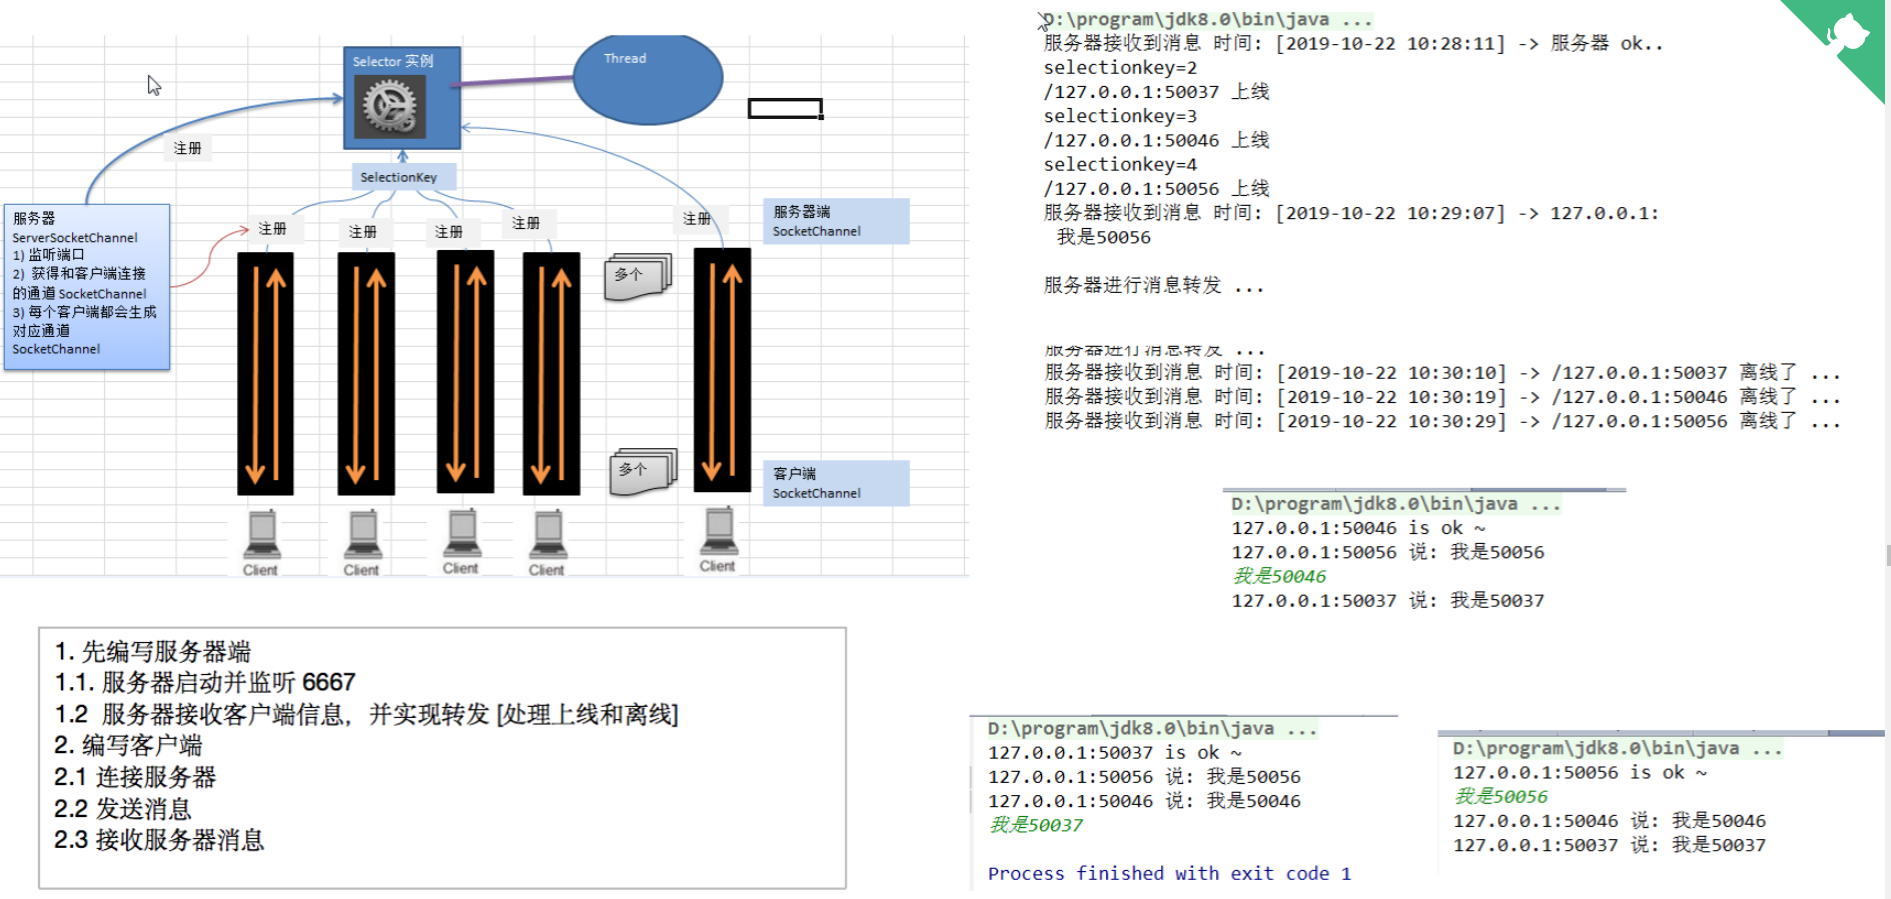 Selector 实例
Thread
注册
SelectionKey
服务器
ServerSocketChannel
1) 监听端口
2) 获得和客户端连接
的通道 SocketChannel
3) 每个客户端都会生成
对应通道
SocketChannel
注册
注册
注册
注册
注册
服务器端
SocketChannel
多个
多个
客户端
SocketChannel
Client
Client
Client
Client
Client
1. 先编写服务器端
1.1. 服务器启动并监听 6667
1.2 服务器接收客户端信息，并实现转发 [处理上线和离线]
2. 编写客户端
2.1 连接服务器
2.2 发送消息
2.3 接收服务器消息
D:\program\jdk8.0\bin\java ...
服务器接收到消息 时间: [2019-10-22 10:28:11] -> 服务器 ok..
selectionkey=2
/127.0.0.1:50037 上线
selectionkey=3
/127.0.0.1:50046 上线
selectionkey=4
/127.0.0.1:50056 上线
服务器接收到消息 时间: [2019-10-22 10:29:07] -> 127.0.0.1:
我是50056
服务器进行消息转发 ...
服务器进行消息转发 ...
服务器接收到消息 时间: [2019-10-22 10:30:10] -> /127.0.0.1:50037 离线了 ...
服务器接收到消息 时间: [2019-10-22 10:30:19] -> /127.0.0.1:50046 离线了 ...
服务器接收到消息 时间: [2019-10-22 10:30:29] -> /127.0.0.1:50056 离线了 ...
D:\program\jdk8.0\bin\java ...
127.0.0.1:50046 is ok ~
127.0.0.1:50056 说: 我是50056
我是50046
127.0.0.1:50037 说: 我是50037
D:\program\jdk8.0\bin\java ...
127.0.0.1:50037 is ok ~
127.0.0.1:50056 说: 我是50056
127.0.0.1:50046 说: 我是50046
我是50037
Process finished with exit code 1
D:\program\jdk8.0\bin\java ...
127.0.0.1:50056 is ok ~
我是50056
127.0.0.1:50046 说: 我是50046
127.0.0.1:50037 说: 我是50037